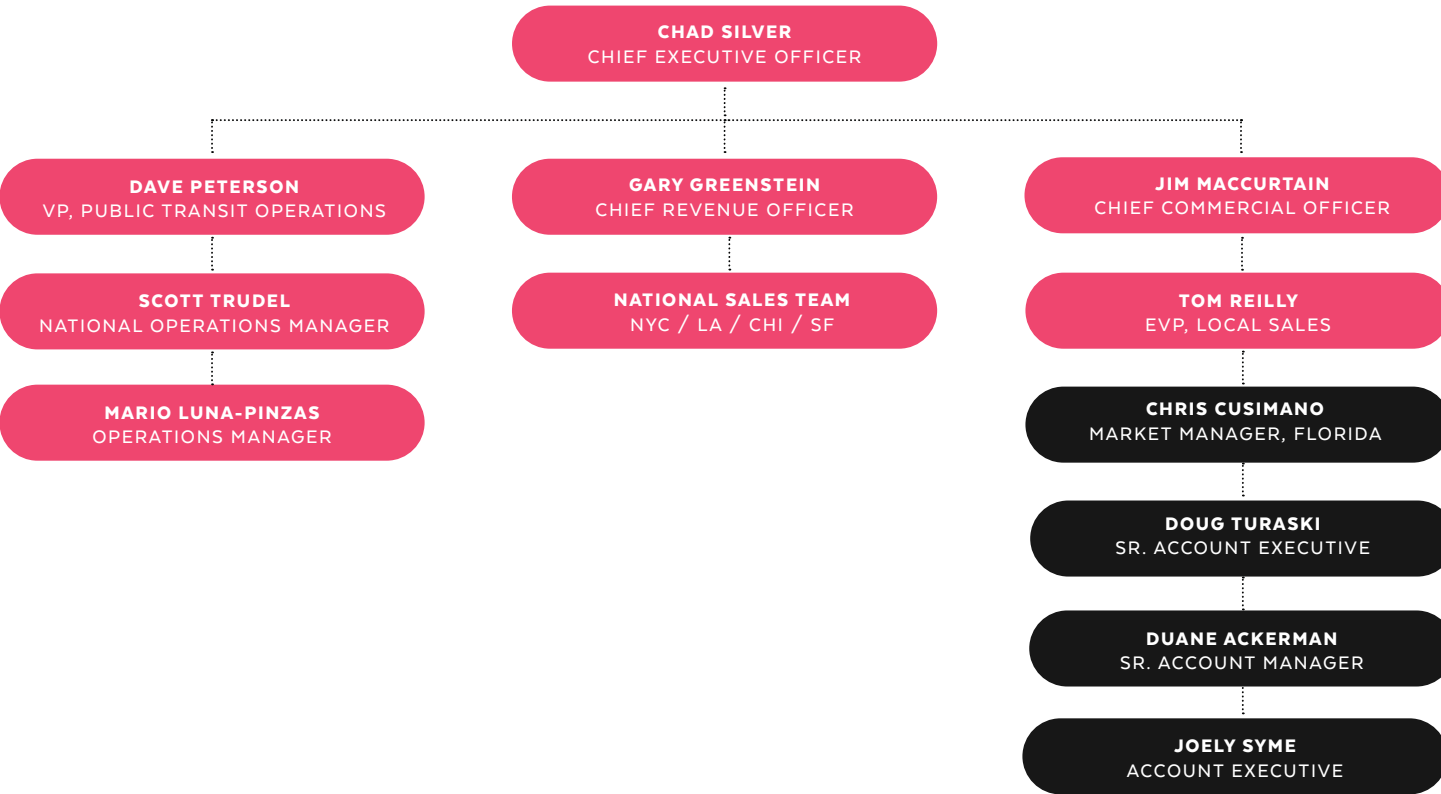 CHAD SILVER
CHIEF EXECUTIVE OFFICER
DAVE PETERSON
VP, PUBLIC TRANSIT OPERATIONS
GARY GREENSTEIN
CHIEF REVENUE OFFICER
JIM MACCURTAIN
CHIEF COMMERCIAL OFFICER
SCOTT TRUDEL
NATIONAL OPERATIONS MANAGER
NATIONAL SALES TEAM
NYC / LA / CHI / SF
TOM REILLY
EVP, LOCAL SALES
MARIO LUNA-PINZAS
OPERATIONS MANAGER
CHRIS CUSIMANO
MARKET MANAGER, FLORIDA
DOUG TURASKI
SR. ACCOUNT EXECUTIVE
DUANE ACKERMAN
SR. ACCOUNT MANAGER
JOELY SYME
ACCOUNT EXECUTIVE